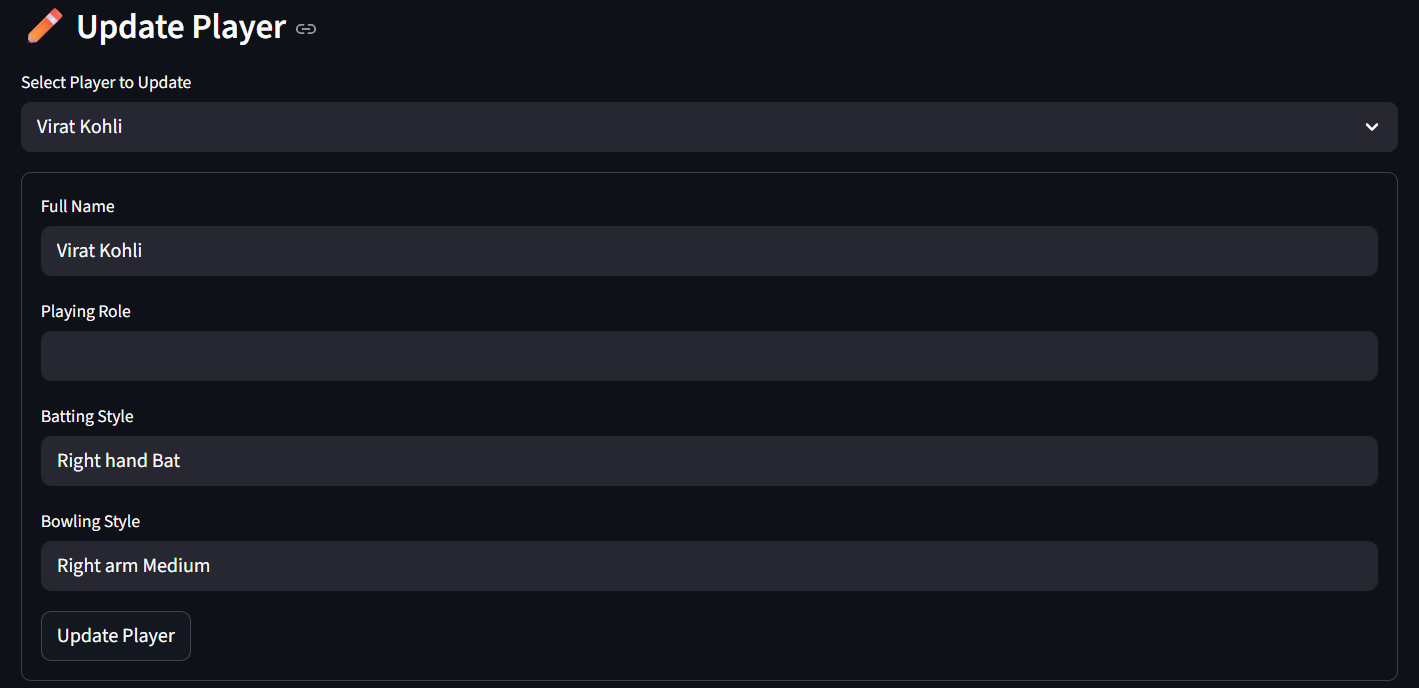 Update Player
Select Player to Update
Virat Kohli
Full Name
Virat Kohli
Playing Role
Batting Style
Right hand Bat
Bowling Style
Right arm Medium
Update Player